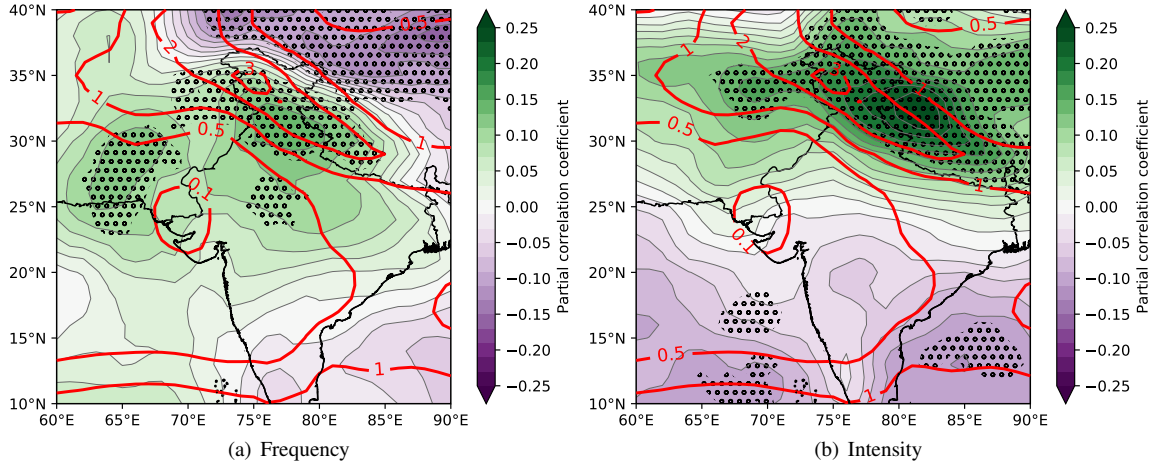 40°N
35°N
30°N
25°N
20°N
15°N
10°N
60°E
65°E
70°E
75°E
80°E
85°E
90°E
0.5
1
2
3
1
0.5
1
0.1
1
0.25
0.20
0.15
0.10
0.05
0.00
−0.05
−0.10
−0.15
−0.20
−0.25
Partial correlation coefficient
(a) Frequency
40°N
35°N
30°N
25°N
20°N
15°N
10°N
60°E
65°E
70°E
75°E
80°E
85°E
90°E
0.5
1
2
3
1
0.5
1
0.1
0.5
1
0.25
0.20
0.15
0.10
0.05
0.00
−0.05
−0.10
−0.15
−0.20
−0.25
Partial correlation coefficient
(b) Intensity